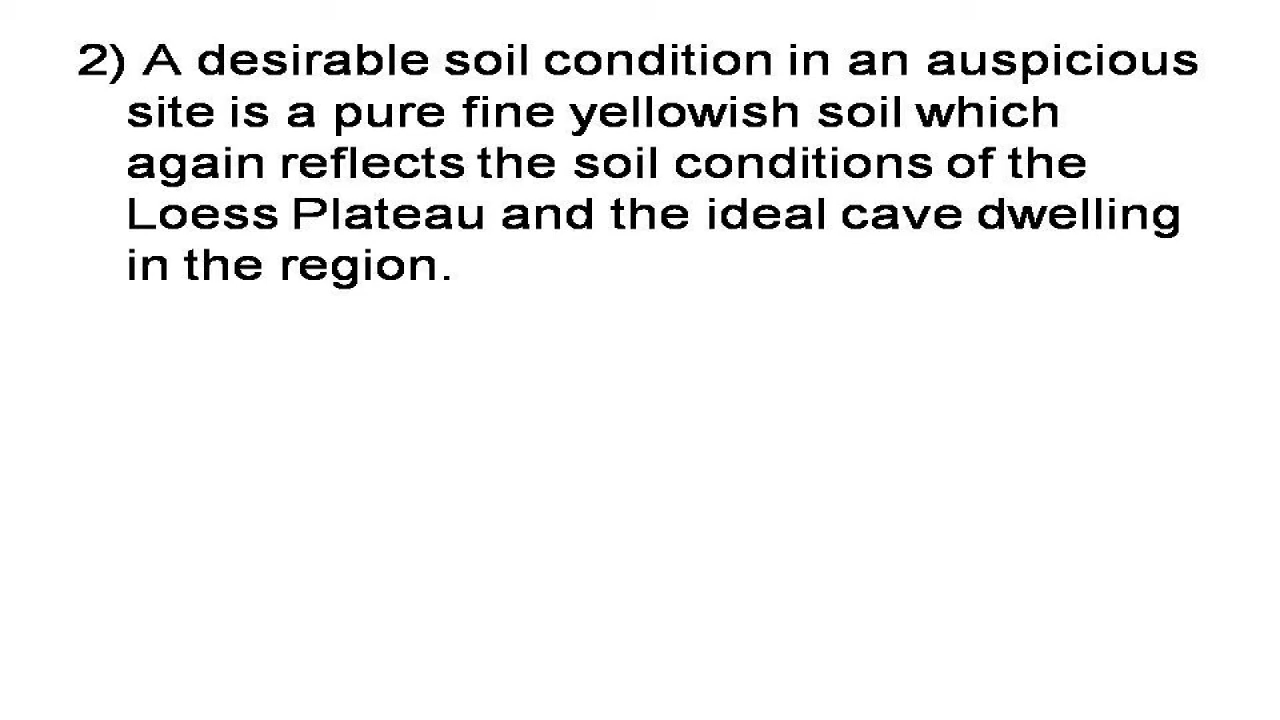 2) A desirable soil condition in an auspicious
site is a pure fine yellowish soil which
again reflects the soil conditions of the
Loess Plateau and the ideal cave dwelling
in the region.